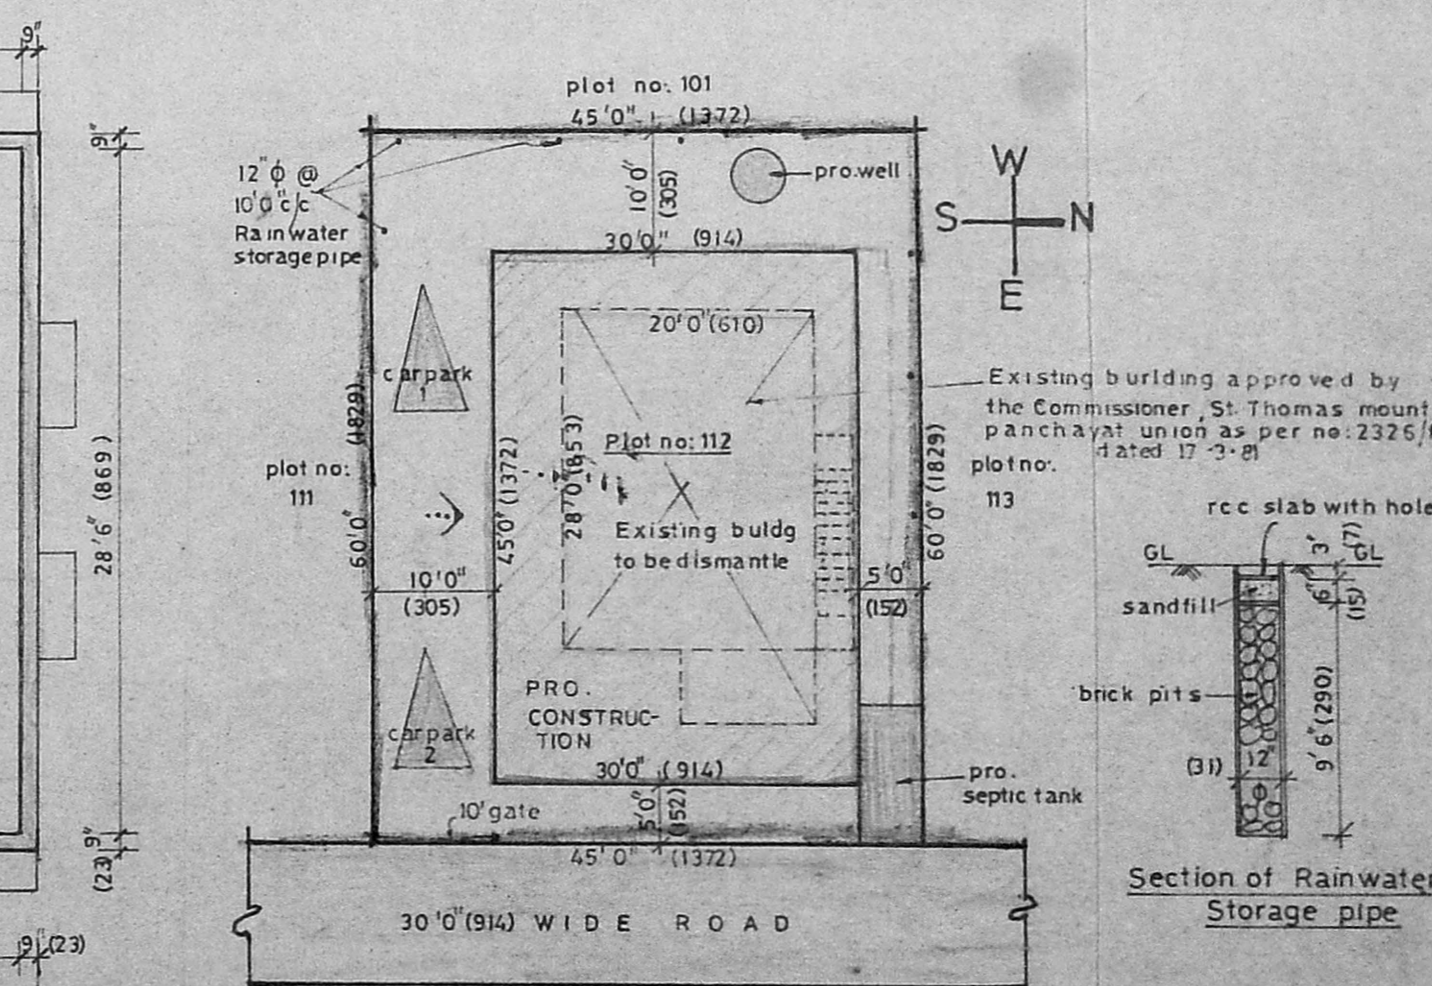 9"
9"
28'6" (869)
9"
(23)
9" (23)
plot no: 101
45'0" (1372)
12" ϕ @
10'0" c/c
Rainwater
storage pipe
10'0"
(305)
pro.well
30'0" (914)
W
S N
E
20'0" (610)
carpark
1
Existing building approved by
the Commissioner, St. Thomas mount
panchayat union as per no: 2326/
dated 17-3-81
60'0" (1829)
plot no:
111
45'0" (1372)
28'0" (853)
Plot no: 112
Existing buldg
to be dismantle
60'0" (1829)
plot no:
113
10'0"
(305)
5'0"
(152)
rcc slab with hole
GL
GL
3'
(7)
6"
(15)
sandfill
brick pits
9'6" (290)
(31) 12"
Section of Rainwater
Storage pipe
PRO.
CONSTRUC-
TION
carpark
2
30'0" (914)
pro.
septic tank
10' gate
5'0"
(152)
45'0" (1372)
30'0" (914) WIDE ROAD